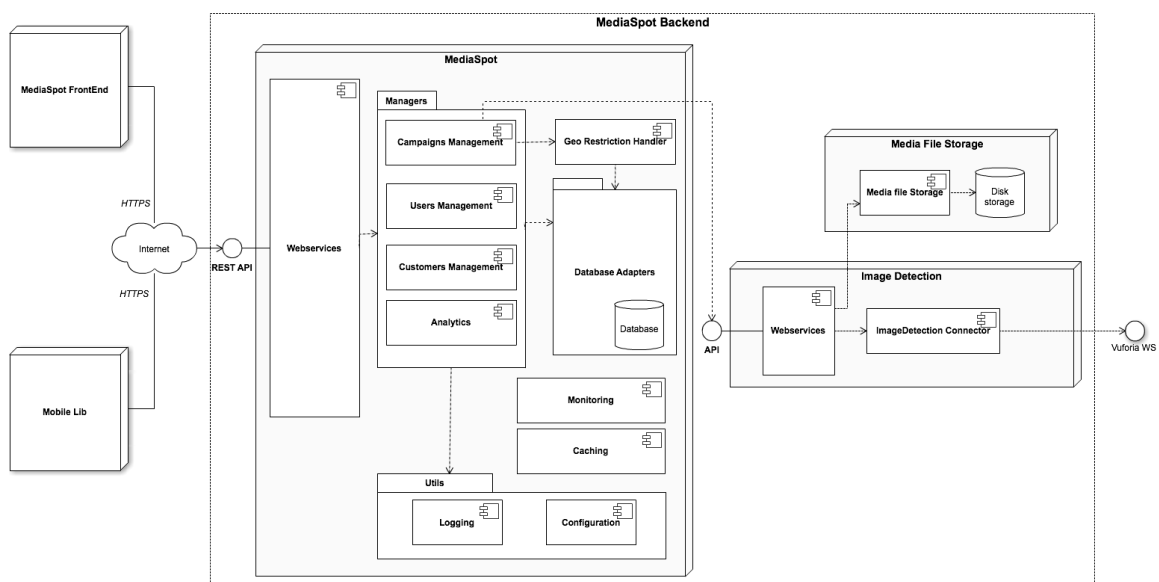 MediaSpot Backend
MediaSpot FrontEnd
HTTPS
Internet
HTTPS
Mobile Lib
REST API
MediaSpot
Webservices
Managers
Campaigns Management
Users Management
Customers Management
Analytics
Geo Restriction Handler
Database Adapters
Database
Monitoring
Caching
Utils
Logging
Configuration
API
Media File Storage
Media file Storage
Disk
storage
Image Detection
Webservices
ImageDetection Connector
Vuforia WS